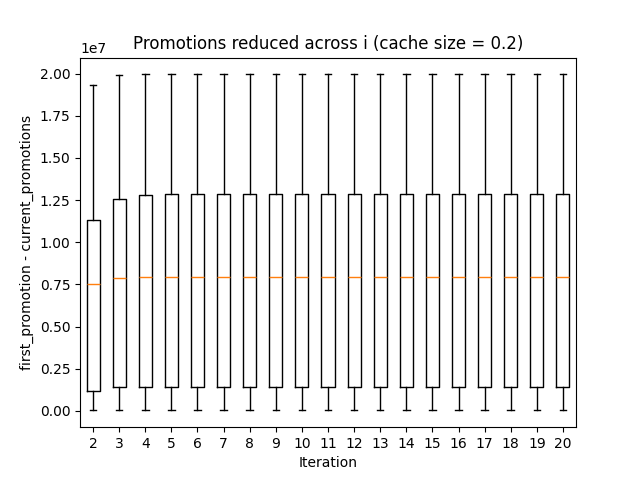 Promotions reduced across i (cache size = 0.2)
1e7
2.00
1.75
1.50
1.25
1.00
0.75
0.50
0.25
0.00
first_promotion - current_promotions
2 3 4 5 6 7 8 9 10 11 12 13 14 15 16 17 18 19 20
Iteration